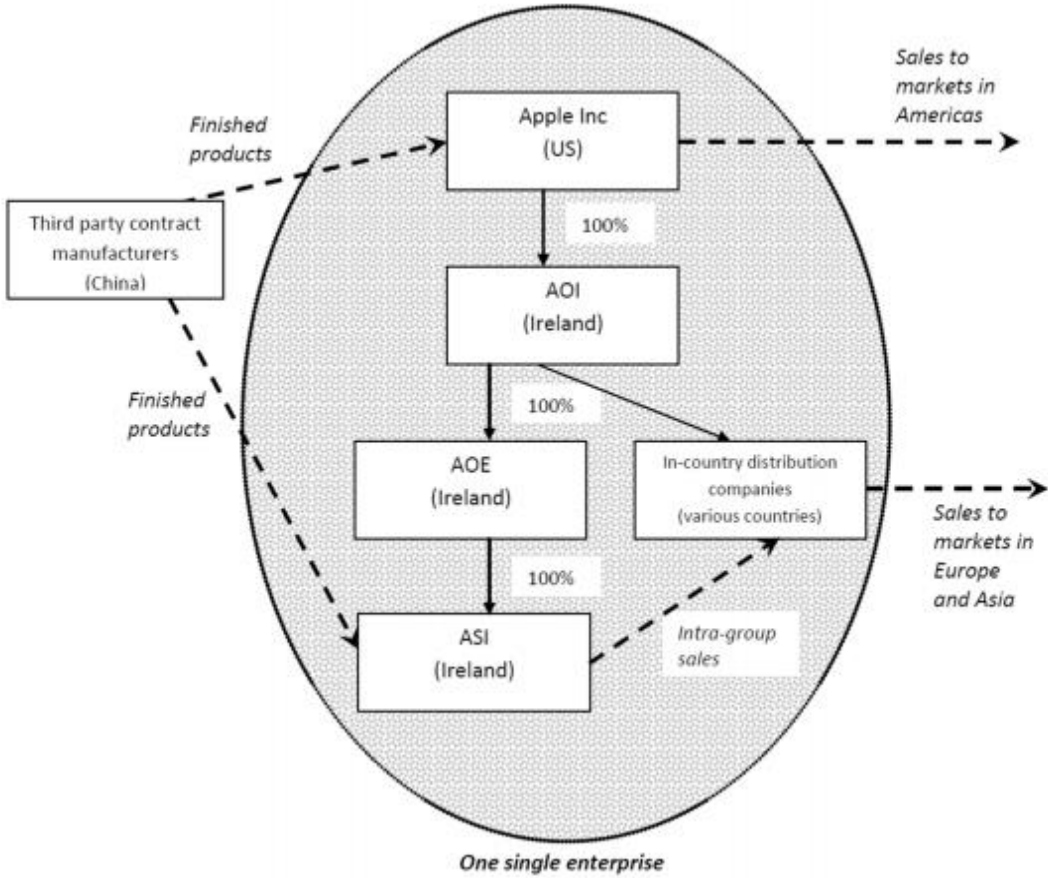 Sales to
markets in
Americas
Finished
products
Apple Inc
(US)
Third party contract
manufacturers
(China)
100%
AOI
(Ireland)
Finished
products
100%
AOE
(Ireland)
In-country distribution
companies
(various countries)
Sales to
markets in
Europe
and Asia
100%
ASI
(Ireland)
Intra-group
sales
One single enterprise